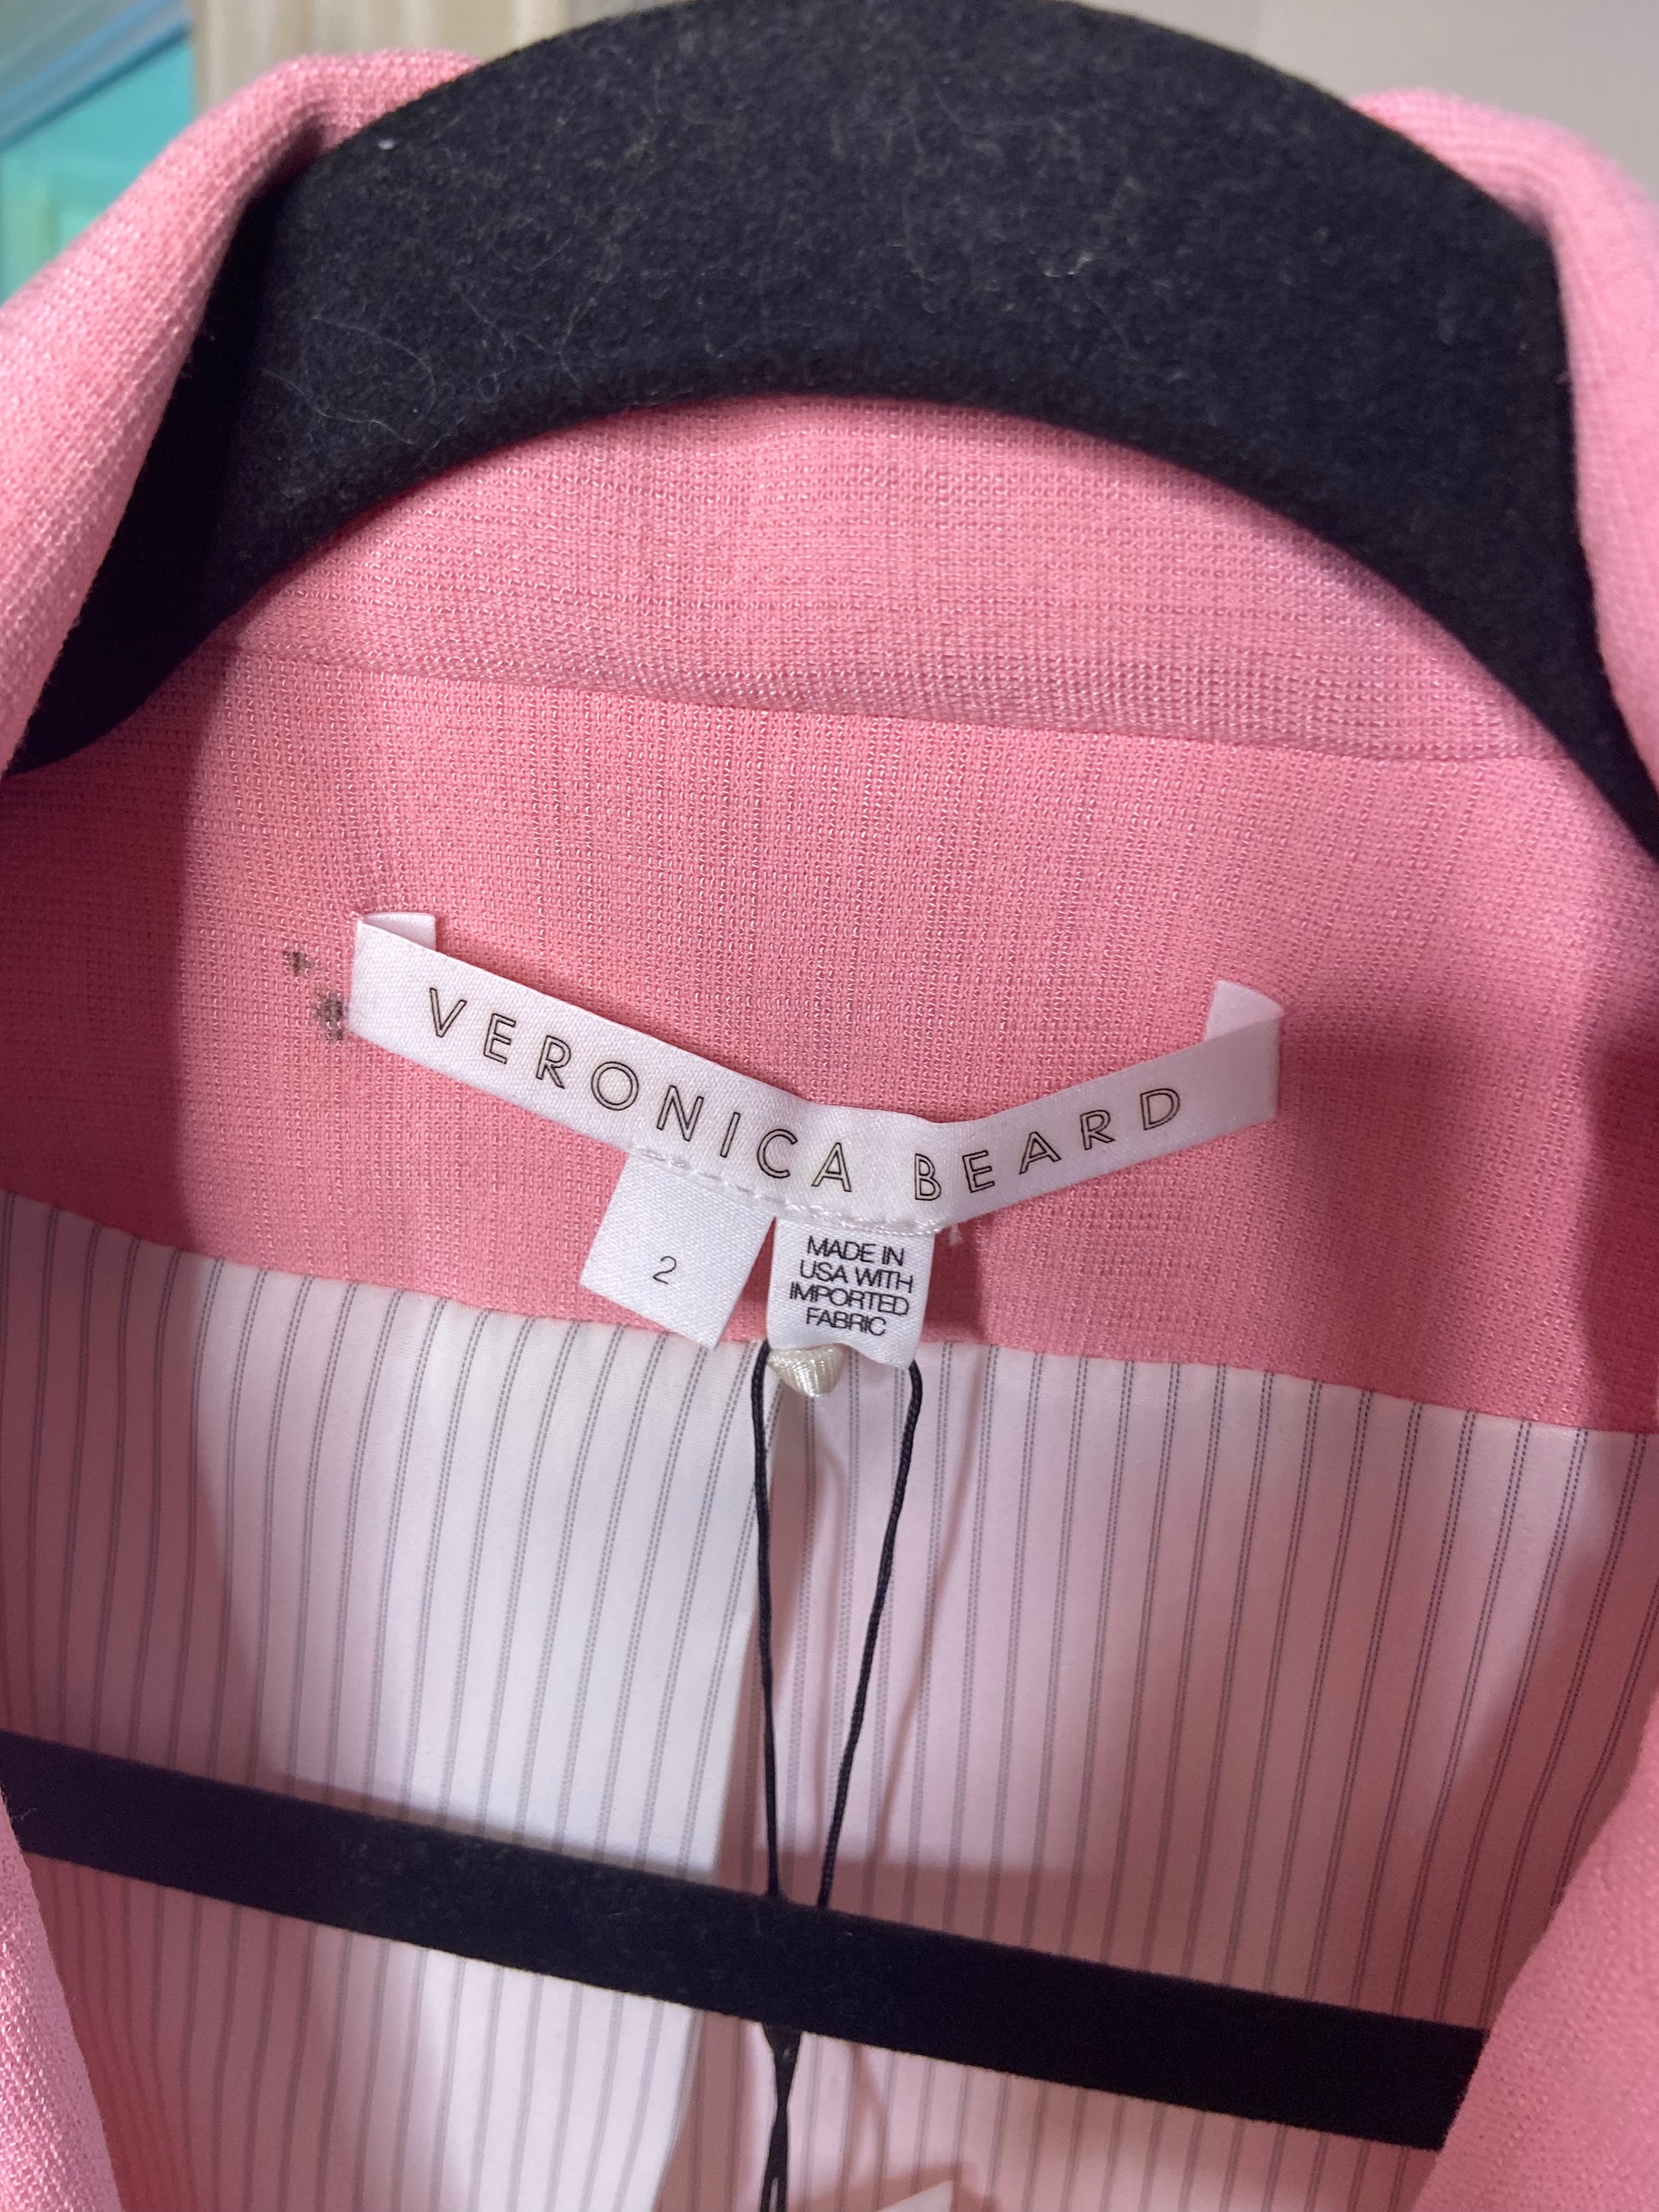 VERONICA BEARD
2
MADE IN
USA WITH
IMPORTED
FABRIC